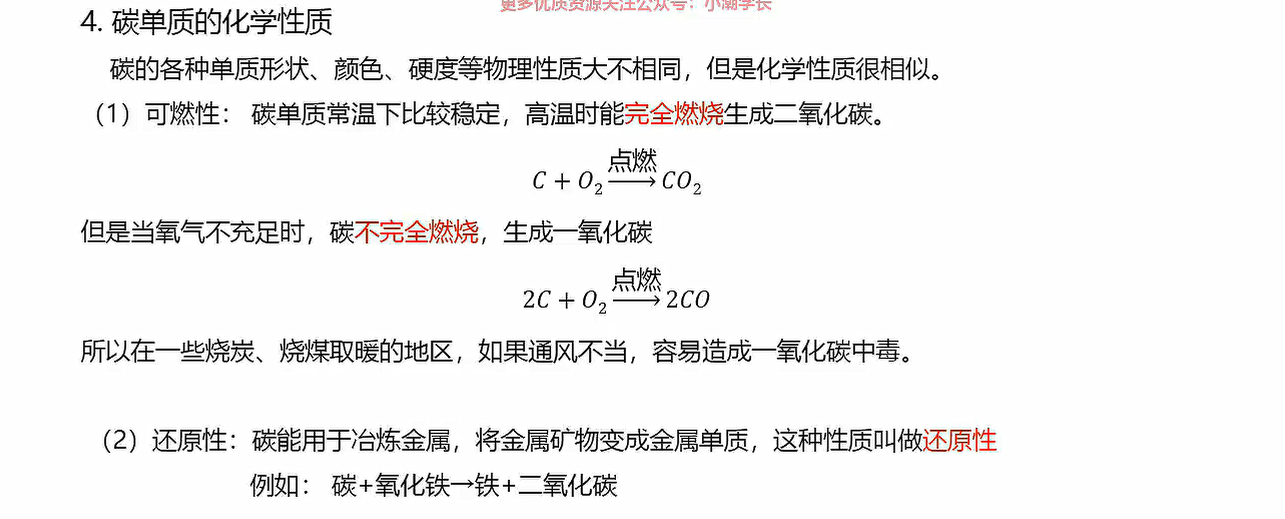 更多优质资源关注公众号：小潮学长
4. 碳单质的化学性质
碳的各种单质形状、颜色、硬度等物理性质大不相同，但是化学性质很相似。
（1）可燃性： 碳单质常温下比较稳定，高温时能完全燃烧生成二氧化碳。
C + O₂ 点燃→ CO₂
但是当氧气不充足时，碳不完全燃烧，生成一氧化碳
2C + O₂ 点燃→ 2CO
所以在一些烧炭、烧煤取暖的地区，如果通风不当，容易造成一氧化碳中毒。
（2）还原性：碳能用于冶炼金属，将金属矿物变成金属单质，这种性质叫做还原性
例如： 碳+氧化铁→铁+二氧化碳